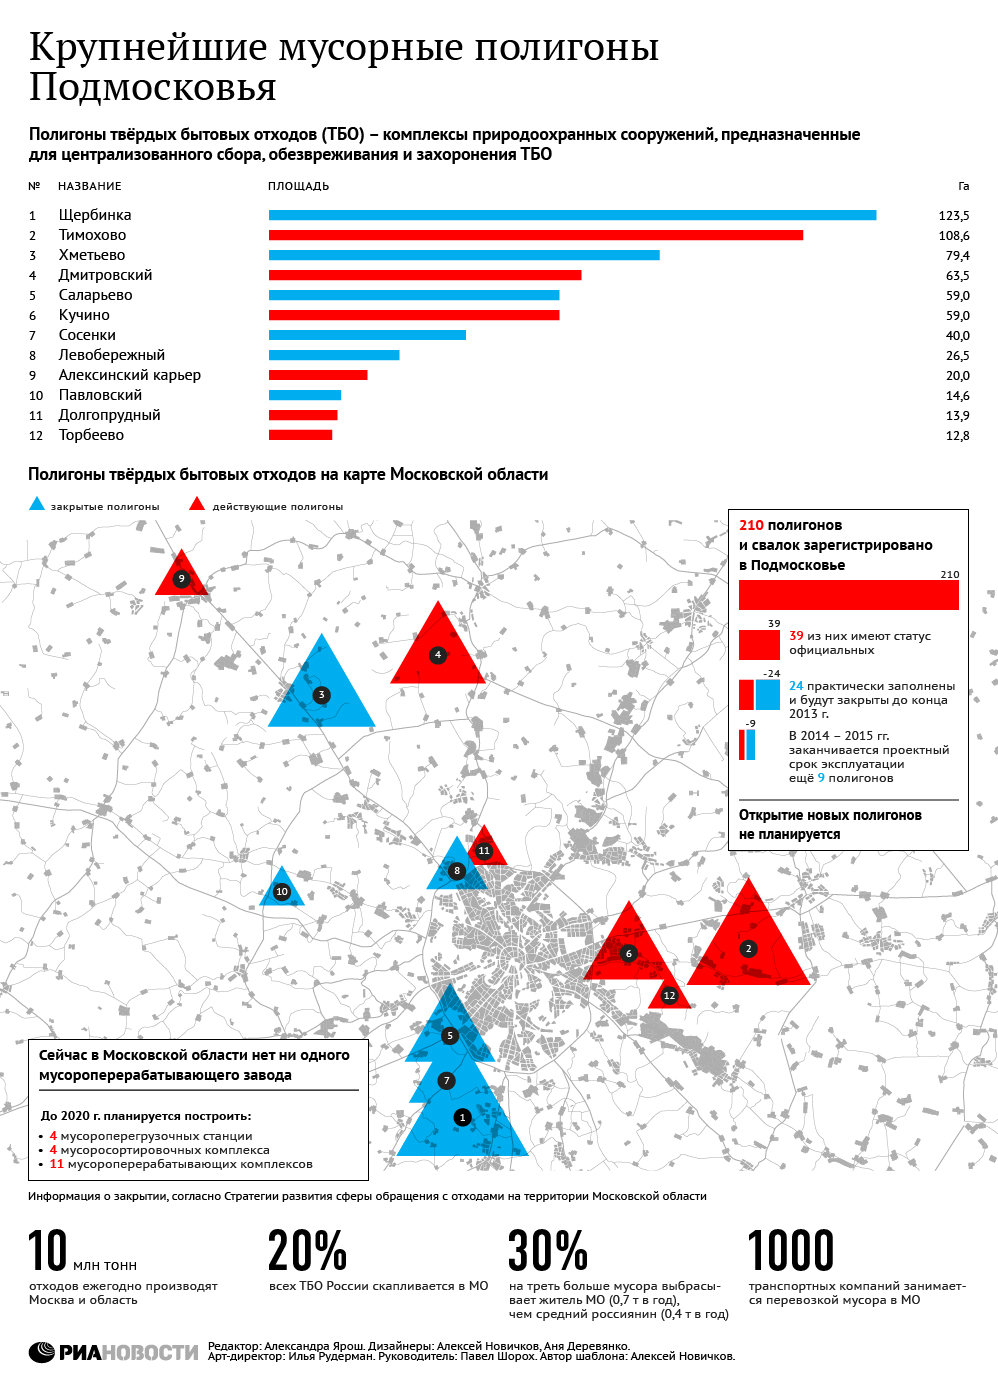 Крупнейшие мусорные полигоны
Подмосковья
Полигоны твёрдых бытовых отходов (ТБО) – комплексы природоохранных сооружений, предназначенные
для централизованного сбора, обезвреживания и захоронения ТБО
№ НАЗВАНИЕ ПЛОЩАДЬ Га
1 Щербинка 123,5
2 Тимохово 108,6
3 Хметьево 79,4
4 Дмитровский 63,5
5 Саларьево 59,0
6 Кучино 59,0
7 Сосенки 40,0
8 Левобережный 26,5
9 Алексинский карьер 20,0
10 Павловский 14,6
11 Долгопрудный 13,9
12 Торбеево 12,8
Полигоны твёрдых бытовых отходов на карте Московской области
закрытые полигоны действующие полигоны
210 полигонов
и свалок зарегистрировано
в Подмосковье
210
39
39 из них имеют статус
официальных
-24
24 практически заполнены
и будут закрыты до конца
2013 г.
-9
В 2014 – 2015 гг.
заканчивается проектный
срок эксплуатации
ещё 9 полигонов
Открытие новых полигонов
не планируется
9
4
3
11
8
10
6
2
12
5
7
1
Сейчас в Московской области нет ни одного
мусороперерабатывающего завода
До 2020 г. планируется построить:
• 4 мусороперегрузочных станции
• 4 мусоросортировочных комплекса
• 11 мусороперерабатывающих комплексов
Информация о закрытии, согласно Стратегии развития сферы обращения с отходами на территории Московской области
10 млн тонн
отходов ежегодно производят
Москва и область
20%
всех ТБО России скапливается в МО
30%
на треть больше мусора выбрасы-
вает житель МО (0,7 т в год),
чем средний россиянин (0,4 т в год)
1000
транспортных компаний занимает-
ся перевозкой мусора в МО
РИАНОВОСТИ
Редактор: Александра Ярош. Дизайнеры: Алексей Новичков, Аня Деревянко.
Арт-директор: Илья Рудерман. Руководитель: Павел Шорох. Автор шаблона: Алексей Новичков.